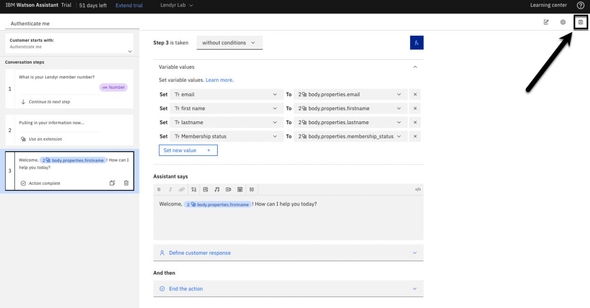 IBM Watson Assistant Trial 51 days left Extend trial Lendyr Lab Learning center
Authenticate me
Customer starts with:
Authenticate me
Conversation steps
1
What is your Lendyr member number?
Number
Continue to next step
2
Pulling in your information now...
Use an extension
3
Welcome, 2 body.properties.firstname ! How can I
help you today?
Action complete
Step 3 is taken without conditions
Variable values
Set variable values. Learn more.
Set Tr email To 2 body.properties.email ×
Set Tr first name To 2 body.properties.firstname ×
Set Tr lastname To 2 body.properties.lastname ×
Set Tr Membership status To 2 body.properties.membership_status ×
Set new value +
Assistant says
B I </>
Welcome, 2 body.properties.firstname ! How can I help you today?
Define customer response
And then
End the action